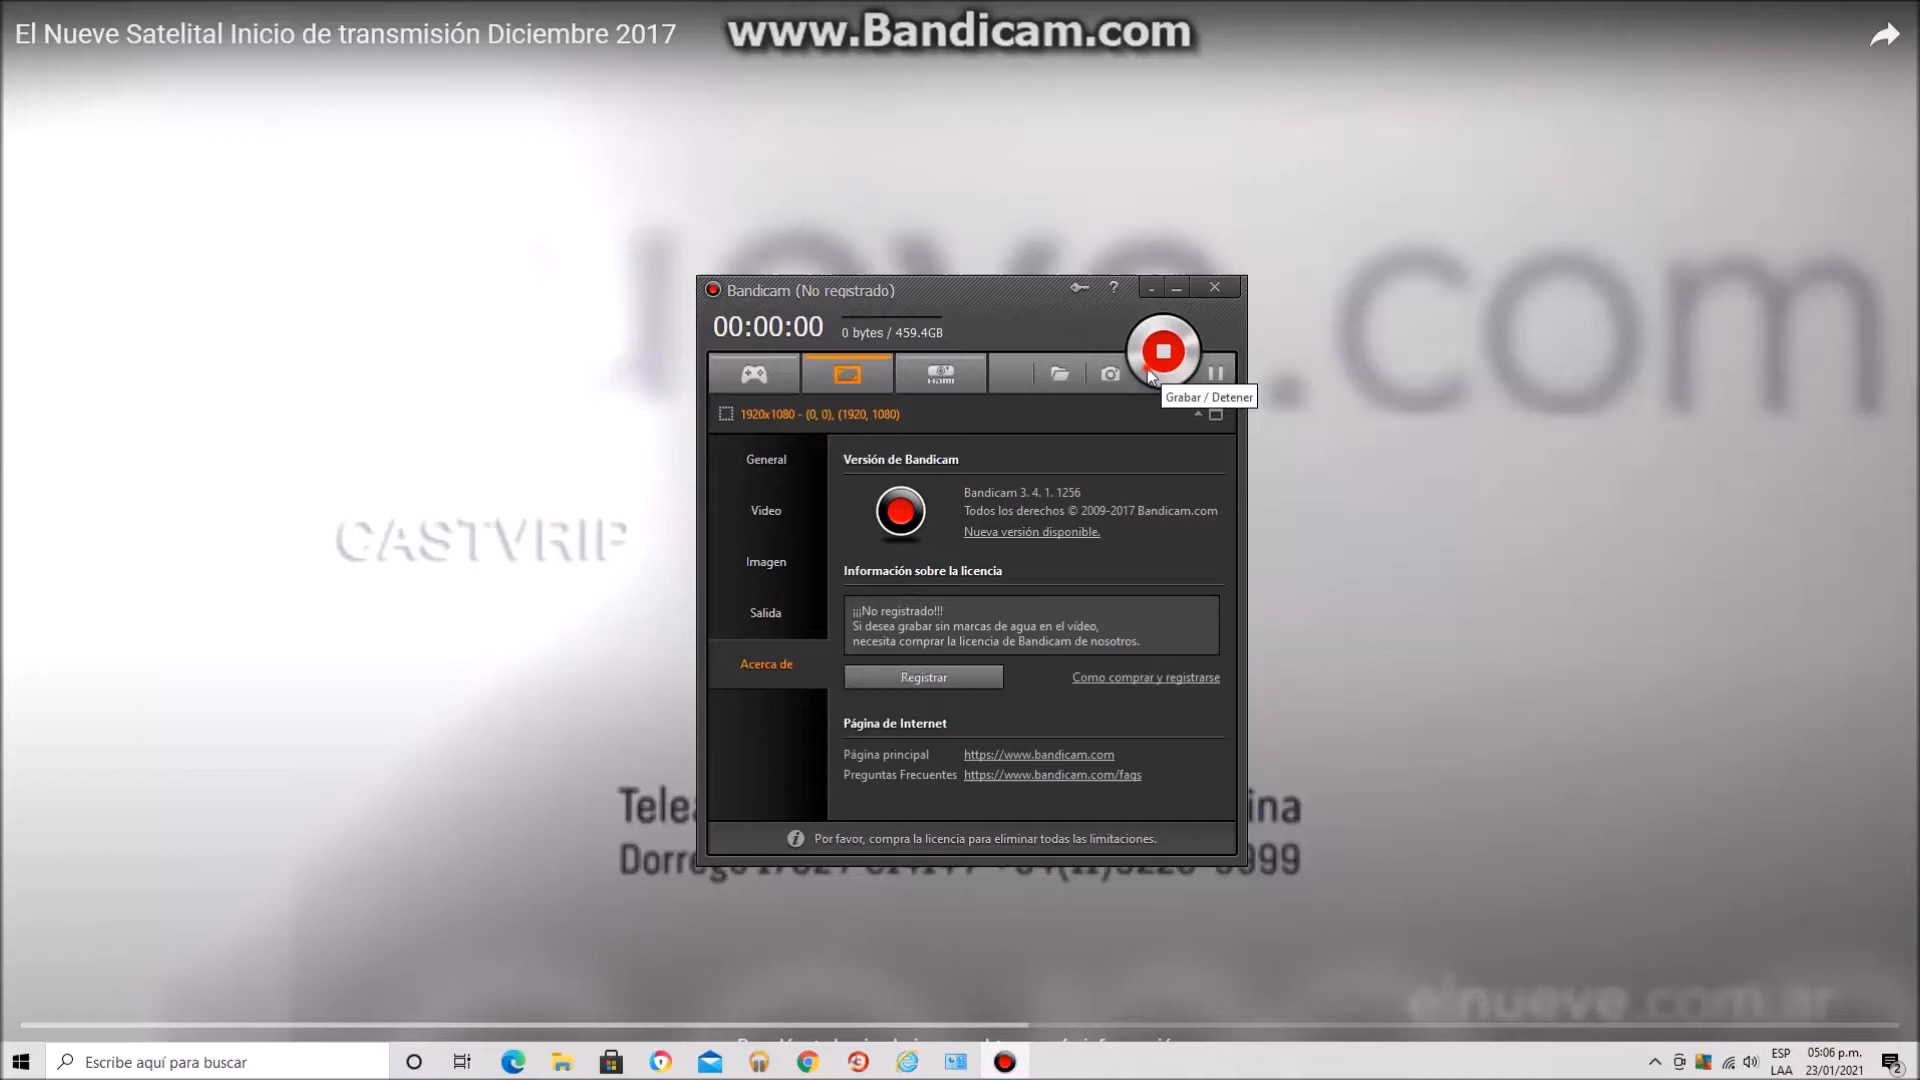 El Nueve Satelital Inicio de transmisión Diciembre 2017
www.Bandicam.com
.com
CASTVRIP
Bandicam (No registrado)
?
00:00:00
0 bytes / 459.4GB
HDMI
Grabar / Detener
1920x1080 - (0, 0), (1920, 1080)
General
Video
Imagen
Salida
Acerca de
Versión de Bandicam
Bandicam 3. 4. 1. 1256
Todos los derechos © 2009-2017 Bandicam.com
Nueva versión disponible.
Información sobre la licencia
¡¡¡No registrado!!!
Si desea grabar sin marcas de agua en el vídeo,
necesita comprar la licencia de Bandicam de nosotros.
Registrar
Como comprar y registrarse
Página de Internet
Página principal https://www.bandicam.com
Preguntas Frecuentes https://www.bandicam.com/faqs
Por favor, compra la licencia para eliminar todas las limitaciones.
elnueve.com.ar
Escribe aquí para buscar
ESP
LAA
05:06 p.m.
23/01/2021
2